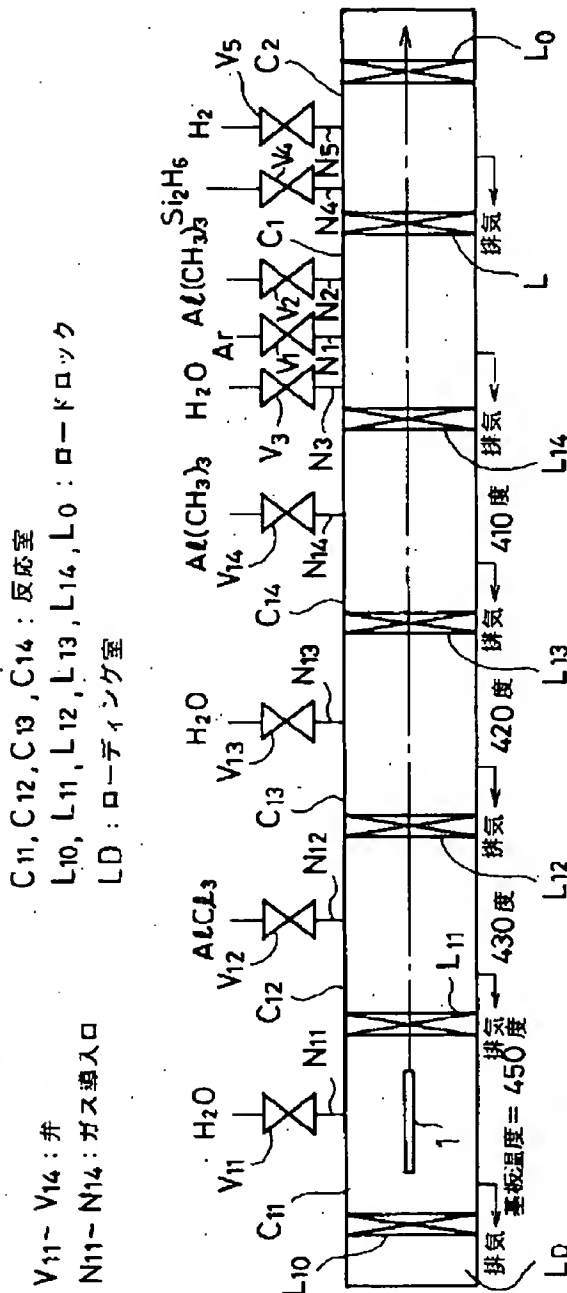 V11~V14:弁
N11~N14:ガス導入口
C11, C12, C13, C14:反応室
L10, L11, L12, L13, L14, L0:ロードロック
LD:ローディング室
H2O
AlCl3
H2O
Al(CH3)3
H2O
Ar
Al(CH3)3
Si2H6
H2
V11
V12
V13
V14
V3
V1
V2
V4
V5
N11
N12
N13
N14
N3
N1
N2
N4
N5
C11
C12
C13
C14
C1
C2
1
L10
L11
L12
L13
L14
L
L0
LD
排気
排気
排気
排気
排気
排気
基板温度=450度
430度
420度
410度